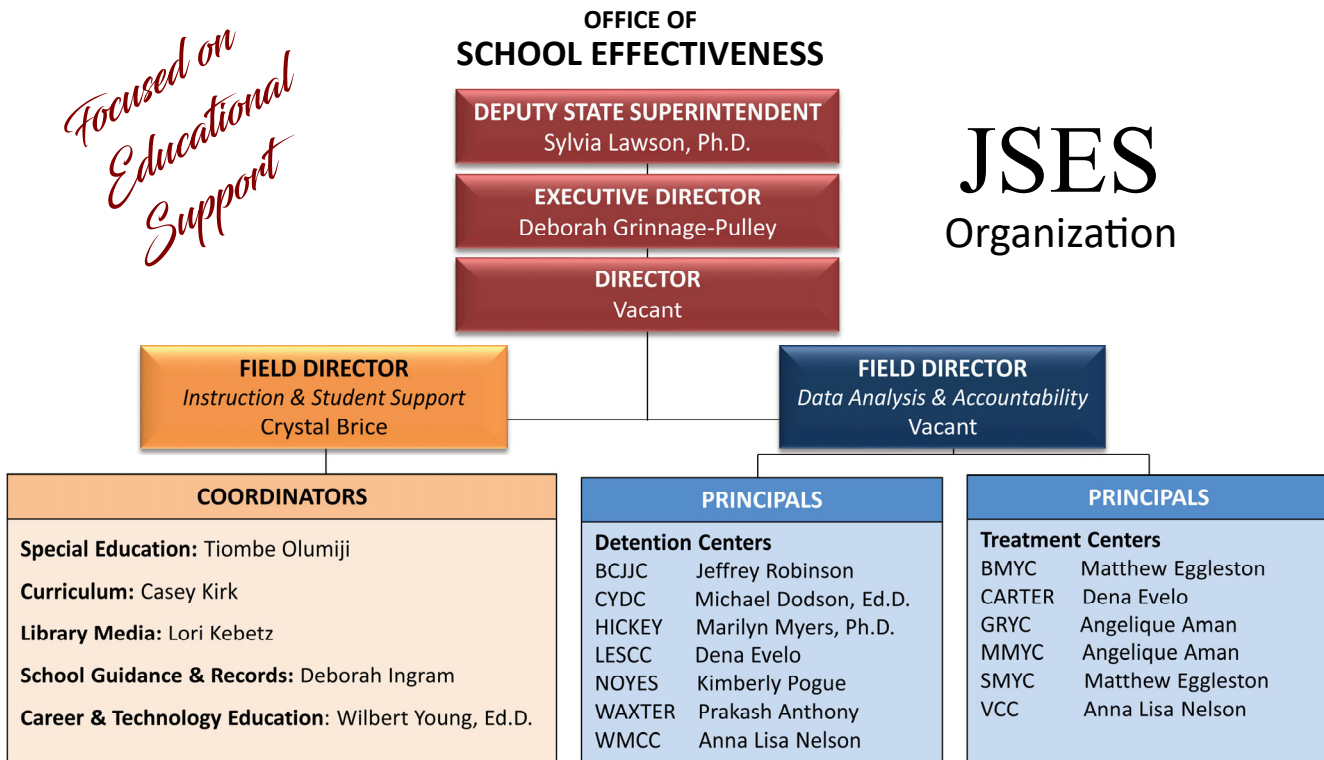 Focused on
Educational
Support
OFFICE OF
SCHOOL EFFECTIVENESS
JSES
Organization
DEPUTY STATE SUPERINTENDENT
Sylvia Lawson, Ph.D.
EXECUTIVE DIRECTOR
Deborah Grinnage-Pulley
DIRECTOR
Vacant
FIELD DIRECTOR
Instruction & Student Support
Crystal Brice
FIELD DIRECTOR
Data Analysis & Accountability
Vacant
COORDINATORS
Special Education: Tiombe Olumiji
Curriculum: Casey Kirk
Library Media: Lori Kebetz
School Guidance & Records: Deborah Ingram
Career & Technology Education: Wilbert Young, Ed.D.
PRINCIPALS
Detention Centers
BCJJC Jeffrey Robinson
CYDC Michael Dodson, Ed.D.
HICKEY Marilyn Myers, Ph.D.
LESCC Dena Evelo
NOYES Kimberly Pogue
WAXTER Prakash Anthony
WMCC Anna Lisa Nelson
PRINCIPALS
Treatment Centers
BMYC Matthew Eggleston
CARTER Dena Evelo
GRYC Angelique Aman
MMYC Angelique Aman
SMYC Matthew Eggleston
VCC Anna Lisa Nelson